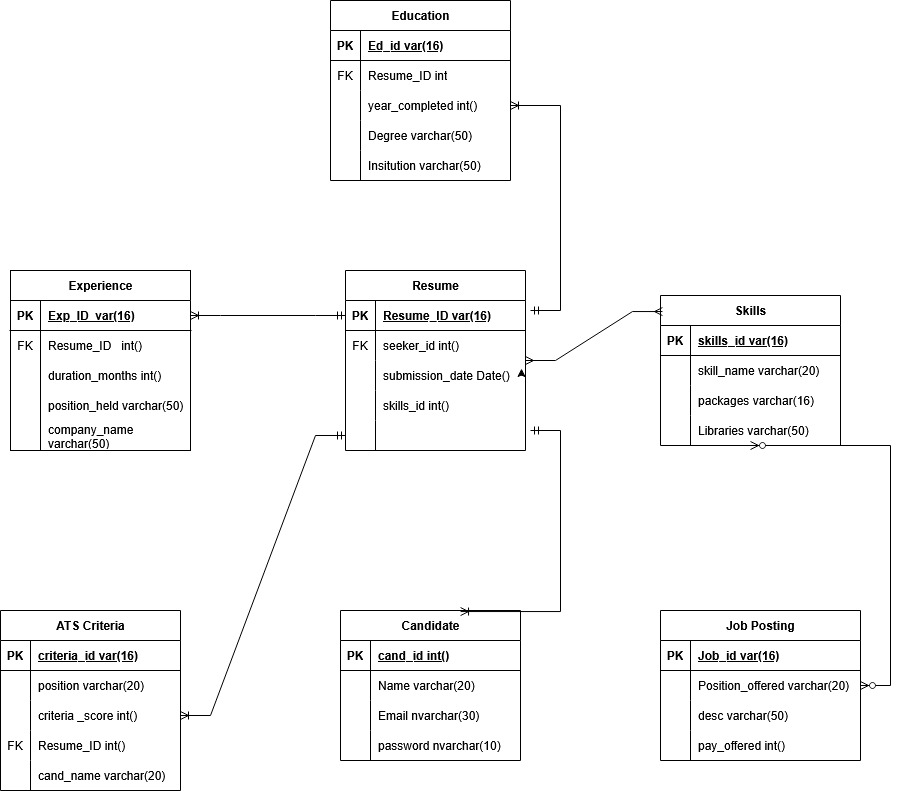 Education
PK Ed_id var(16)
FK Resume_ID int
year_completed int()
Degree varchar(50)
Insitution varchar(50)
Experience
PK Exp_ID var(16)
FK Resume_ID int()
duration_months int()
position_held varchar(50)
company_name
varchar(50)
Resume
PK Resume_ID var(16)
FK seeker_id int()
submission_date Date()
skills_id int()
Skills
PK skills_id var(16)
skill_name varchar(20)
packages varchar(16)
Libraries varchar(50)
ATS Criteria
PK criteria_id var(16)
position varchar(20)
criteria _score int()
FK Resume_ID int()
cand_name varchar(20)
Candidate
PK cand_id int()
Name varchar(20)
Email nvarchar(30)
password nvarchar(10)
Job Posting
PK Job_id var(16)
Position_offered varchar(20)
desc varchar(50)
pay_offered int()